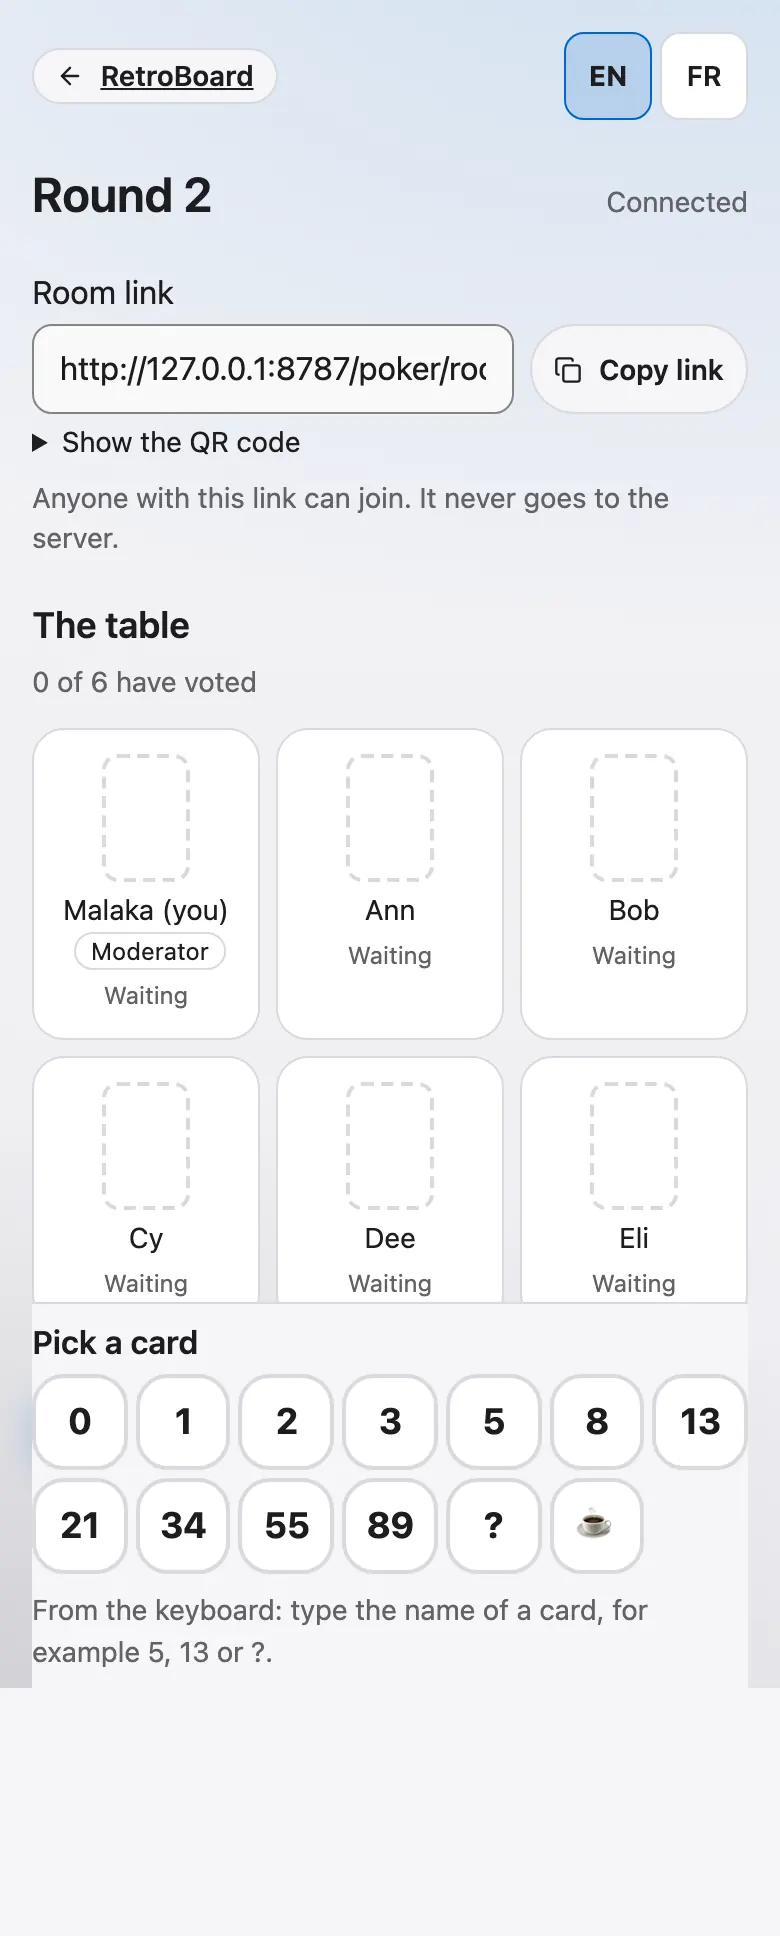 RetroBoard
EN
FR
Round 2
Connected
Room link
http://127.0.0.1:8787/poker/roo
Copy link
Show the QR code
Anyone with this link can join. It never goes to the
server.
The table
0 of 6 have voted
Malaka (you)
Moderator
Waiting
Ann
Waiting
Bob
Waiting
Cy
Waiting
Dee
Waiting
Eli
Waiting
Pick a card
0 1 2 3 5 8 13
21 34 55 89 ?
From the keyboard: type the name of a card, for
example 5, 13 or ?.